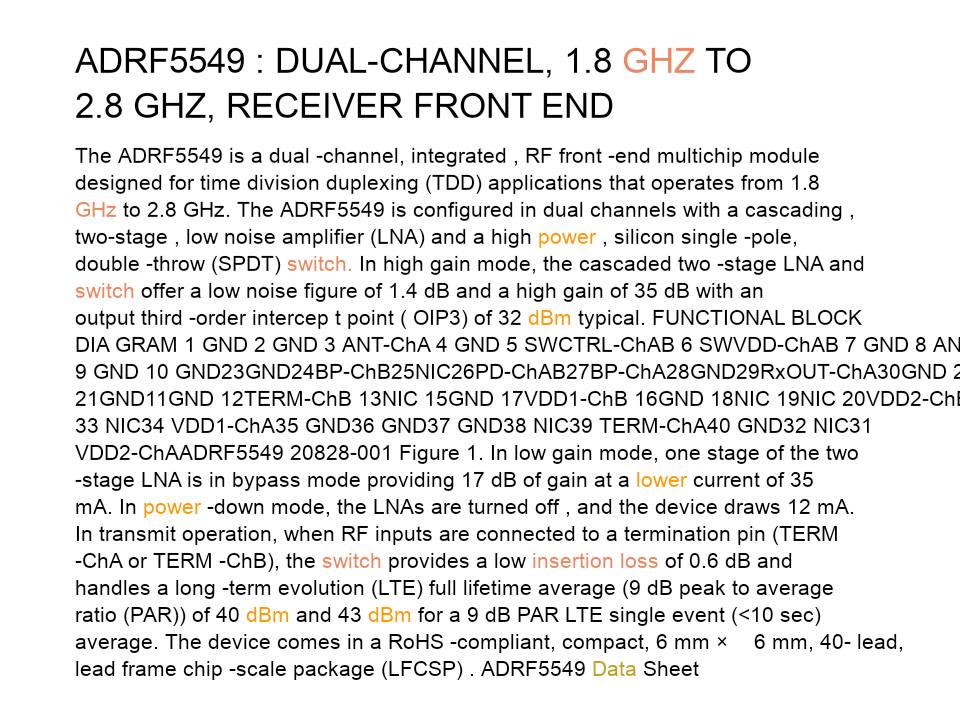 ADRF5549 : DUAL-CHANNEL, 1.8 GHZ TO
2.8 GHZ, RECEIVER FRONT END
The ADRF5549 is a dual -channel, integrated , RF front -end multichip module
designed for time division duplexing (TDD) applications that operates from 1.8
GHz to 2.8 GHz. The ADRF5549 is configured in dual channels with a cascading ,
two-stage , low noise amplifier (LNA) and a high power , silicon single -pole,
double -throw (SPDT) switch. In high gain mode, the cascaded two -stage LNA and
switch offer a low noise figure of 1.4 dB and a high gain of 35 dB with an
output third -order intercep t point ( OIP3) of 32 dBm typical. FUNCTIONAL BLOCK
DIA GRAM 1 GND 2 GND 3 ANT-ChA 4 GND 5 SWCTRL-ChAB 6 SWVDD-ChAB 7 GND 8 AN
9 GND 10 GND23GND24BP-ChB25NIC26PD-ChAB27BP-ChA28GND29RxOUT-ChA30GND 2
21GND11GND 12TERM-ChB 13NIC 15GND 17VDD1-ChB 16GND 18NIC 19NIC 20VDD2-ChB
33 NIC34 VDD1-ChA35 GND36 GND37 GND38 NIC39 TERM-ChA40 GND32 NIC31
VDD2-ChAADRF5549 20828-001 Figure 1. In low gain mode, one stage of the two
-stage LNA is in bypass mode providing 17 dB of gain at a lower current of 35
mA. In power -down mode, the LNAs are turned off , and the device draws 12 mA.
In transmit operation, when RF inputs are connected to a termination pin (TERM
-ChA or TERM -ChB), the switch provides a low insertion loss of 0.6 dB and
handles a long -term evolution (LTE) full lifetime average (9 dB peak to average
ratio (PAR)) of 40 dBm and 43 dBm for a 9 dB PAR LTE single event (<10 sec)
average. The device comes in a RoHS -compliant, compact, 6 mm × 6 mm, 40- lead,
lead frame chip -scale package (LFCSP) . ADRF5549 Data Sheet